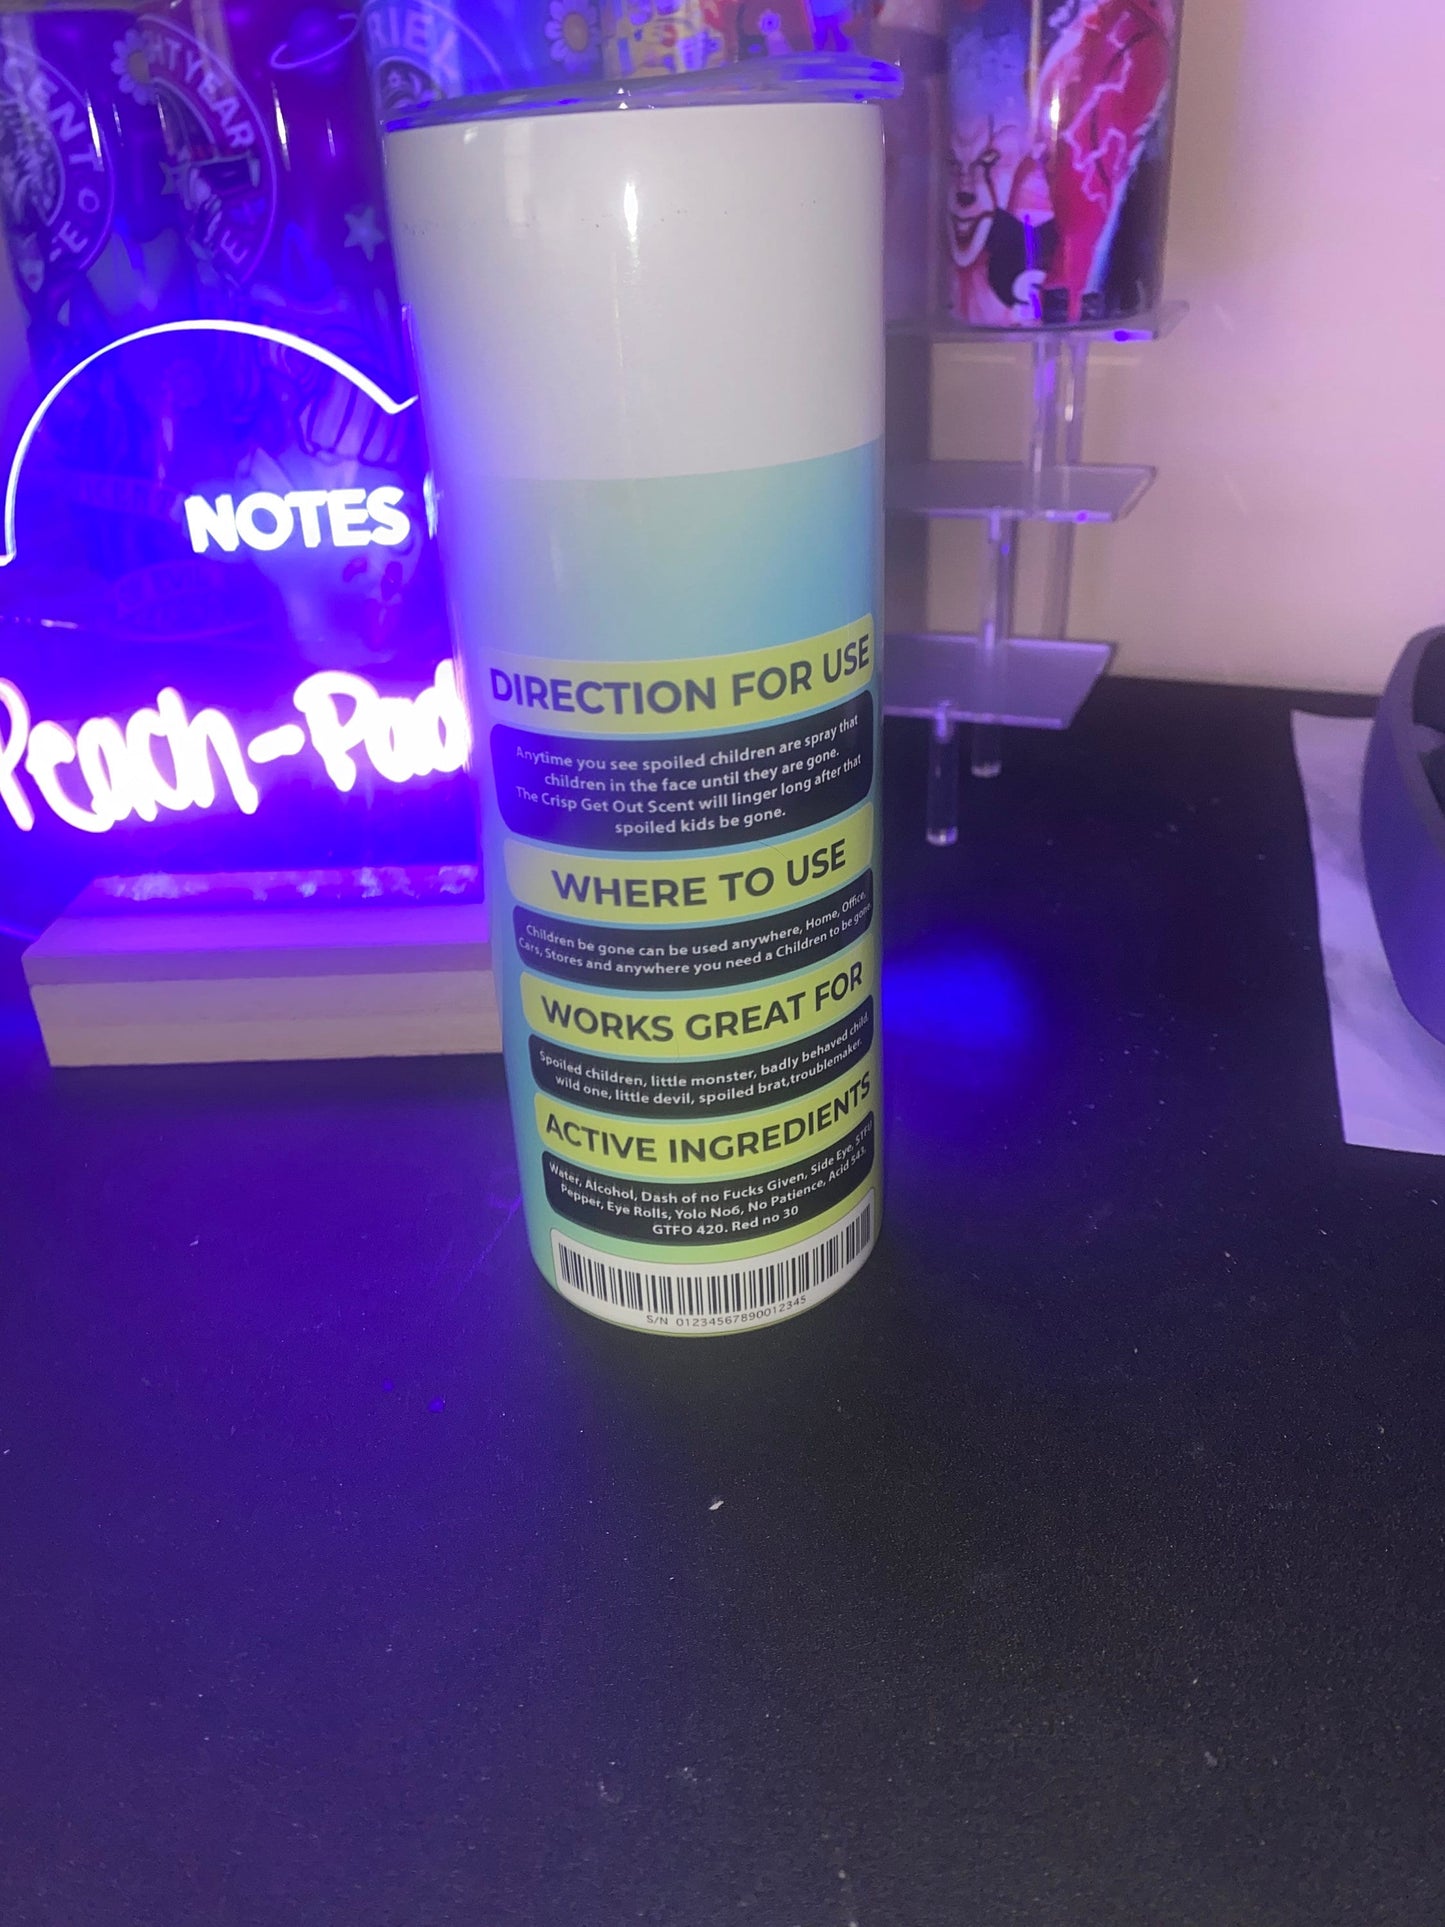 NOTES
Peach-Pod
DIRECTION FOR USE
Anytime you see spoiled children are spray that
children in the face until they are gone.
The Crisp Get Out Scent will linger long after that
spoiled kids be gone.
WHERE TO USE
Children be gone can be used anywhere, Home, Office,
Cars, Stores and anywhere you need a Children to be gone.
WORKS GREAT FOR
Spoiled children, little monster, badly behaved child,
wild one, little devil, spoiled brat,troublemaker.
ACTIVE INGREDIENTS
Water, Alcohol, Dash of no Fucks Given, Side Eye, STFU
Pepper, Eye Rolls, Yolo No6, No Patience, Acid 543.
GTFO 420. Red no 30
S/N 01234567890012345